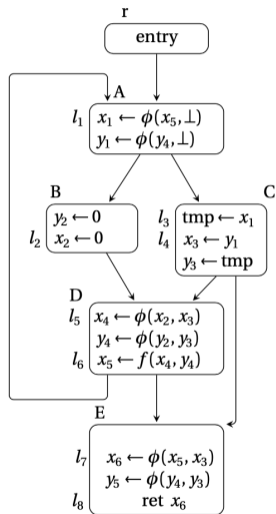 r
entry
A
l₁ x₁ ← ϕ(x₅,⊥)
y₁ ← ϕ(y₄,⊥)
B
y₂ ← 0
l₂ x₂ ← 0
C
l₃ tmp ← x₁
l₄ x₃ ← y₁
y₃ ← tmp
D
l₅ x₄ ← ϕ(x₂,x₃)
y₄ ← ϕ(y₂,y₃)
l₆ x₅ ← f(x₄,y₄)
E
l₇ x₆ ← ϕ(x₅,x₃)
y₅ ← ϕ(y₄,y₃)
l₈ ret x₆